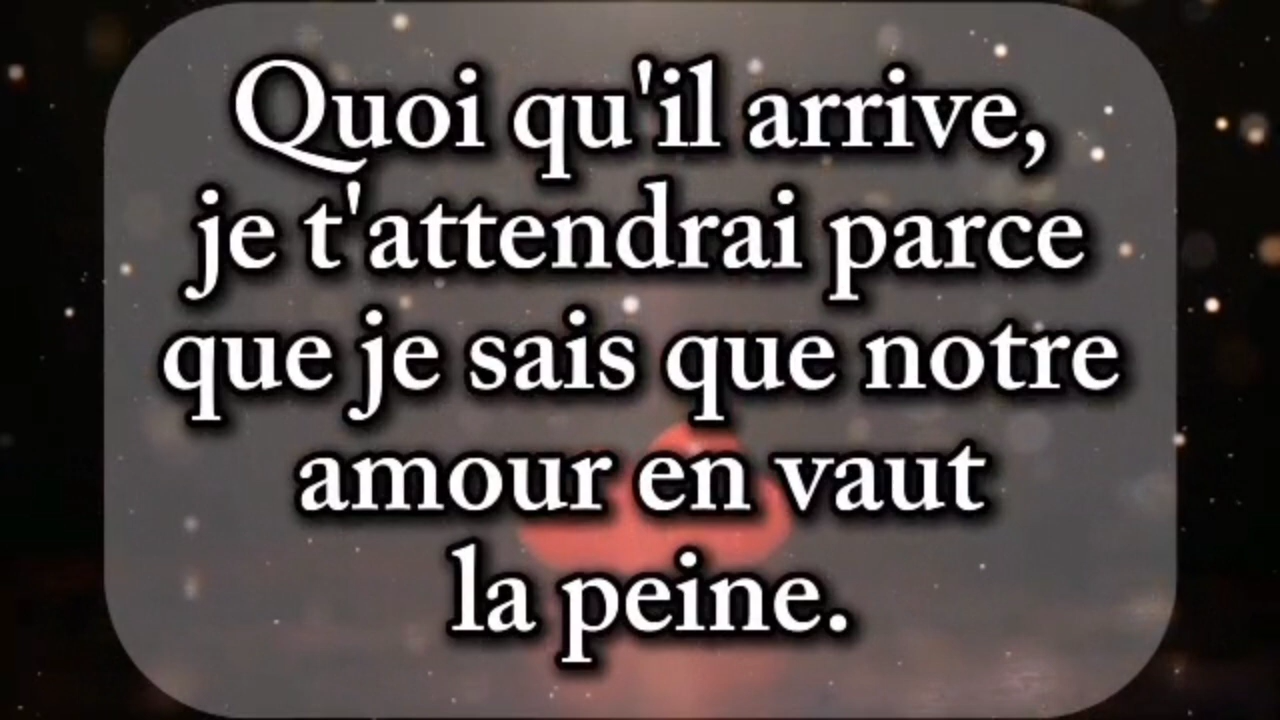 Quoi qu'il arrive,
je t'attendrai parce
que je sais que notre
amour en vaut
la peine.